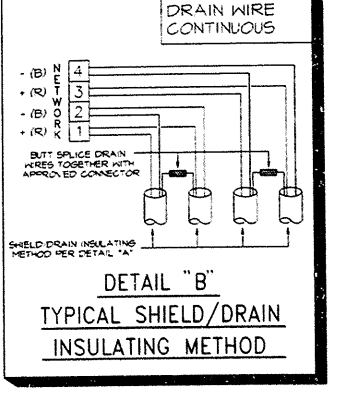 DRAIN WIRE
CONTINUOUS
NETWORK
- (B) 4
+ (R) 3
- (B) 2
+ (R) 1
BUTT SPLICE DRAIN
WIRES TOGETHER WITH
APPROVED CONNECTOR
SHIELD/DRAIN INSULATING
METHOD PER DETAIL "A"
DETAIL "B"
TYPICAL SHIELD/DRAIN
INSULATING METHOD